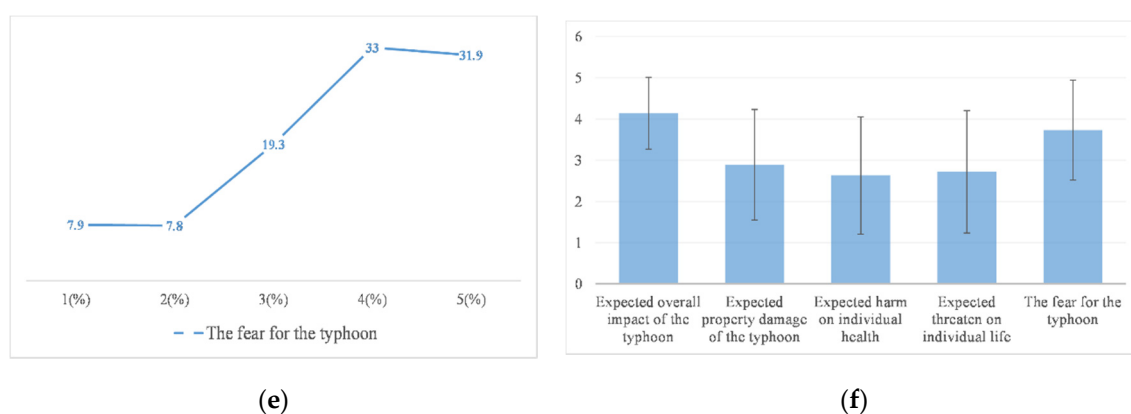 33
31.9
19.3
7.9
7.8
1(%) 2(%) 3(%) 4(%) 5(%)
The fear for the typhoon
(e)
6
5
4
3
2
1
0
Expected overall
impact of the
typhoon
Expected
property damage
of the typhoon
Expected harm
on individual
health
Expected
threaten on
individual life
The fear for the
typhoon
(f)